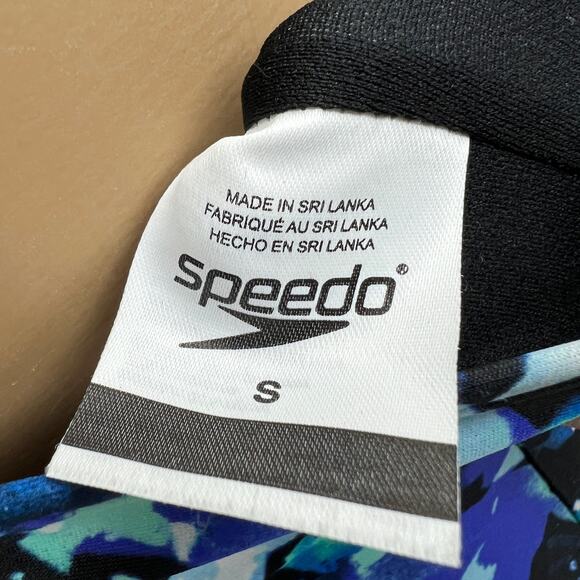 MADE IN SRI LANKA
FABRIQUÉ AU SRI LANKA
HECHO EN SRI LANKA
speedo®
S